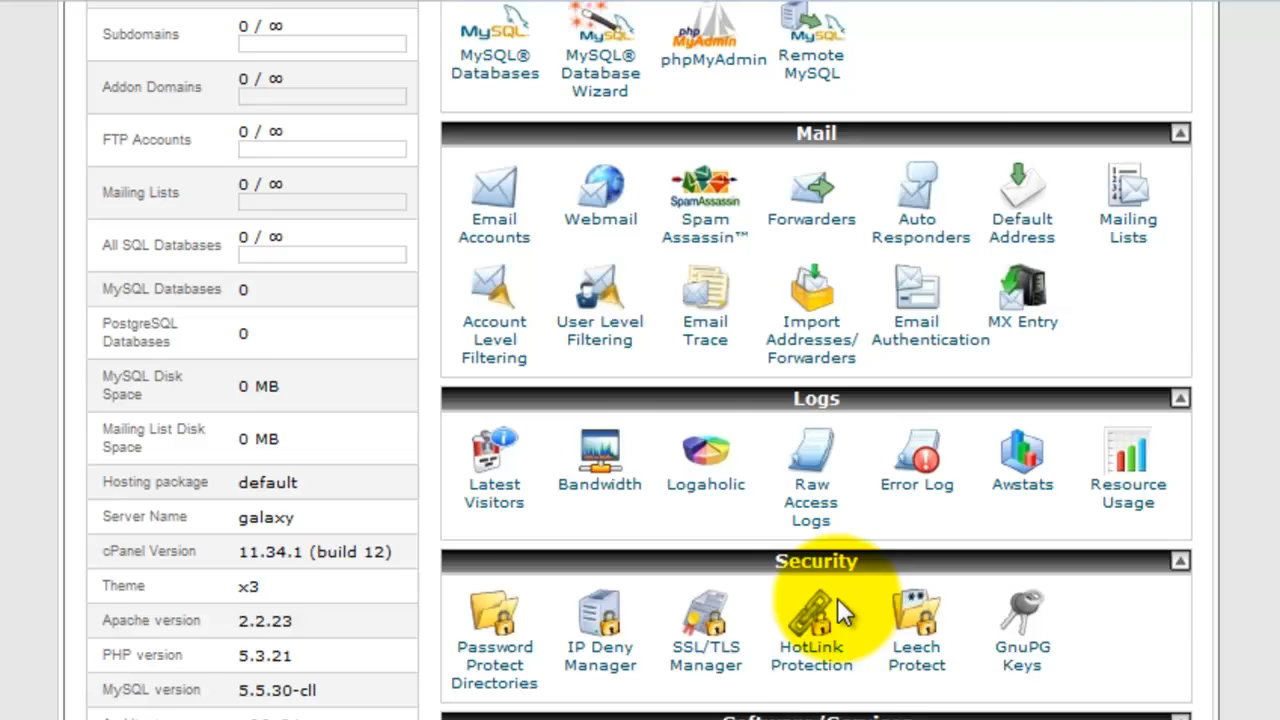 Subdomains
0 / ∞
Addon Domains
0 / ∞
FTP Accounts
0 / ∞
Mailing Lists
0 / ∞
All SQL Databases
0 / ∞
MySQL Databases
0
PostgreSQL
Databases
0
MySQL Disk
Space
0 MB
Mailing List Disk
Space
0 MB
Hosting package
default
Server Name
galaxy
cPanel Version
11.34.1 (build 12)
Theme
x3
Apache version
2.2.23
PHP version
5.3.21
MySQL version
5.5.30-cll
MySQL
MySQL®
Databases
MySQL
MySQL®
Database
Wizard
php
MyAdmin
phpMyAdmin
MySQL
Remote
MySQL
Mail
Email
Accounts
Webmail
SpamAssassin
Spam
Assassin™
Forwarders
Auto
Responders
Default
Address
Mailing
Lists
Account
Level
Filtering
User Level
Filtering
Email
Trace
Import
Addresses/
Forwarders
Email
Authentication
MX Entry
Logs
Latest
Visitors
Bandwidth
Logaholic
Raw
Access
Logs
Error Log
Awstats
Resource
Usage
Security
Password
Protect
Directories
IP Deny
Manager
SSL/TLS
Manager
HotLink
Protection
Leech
Protect
GnuPG
Keys
Software/Services